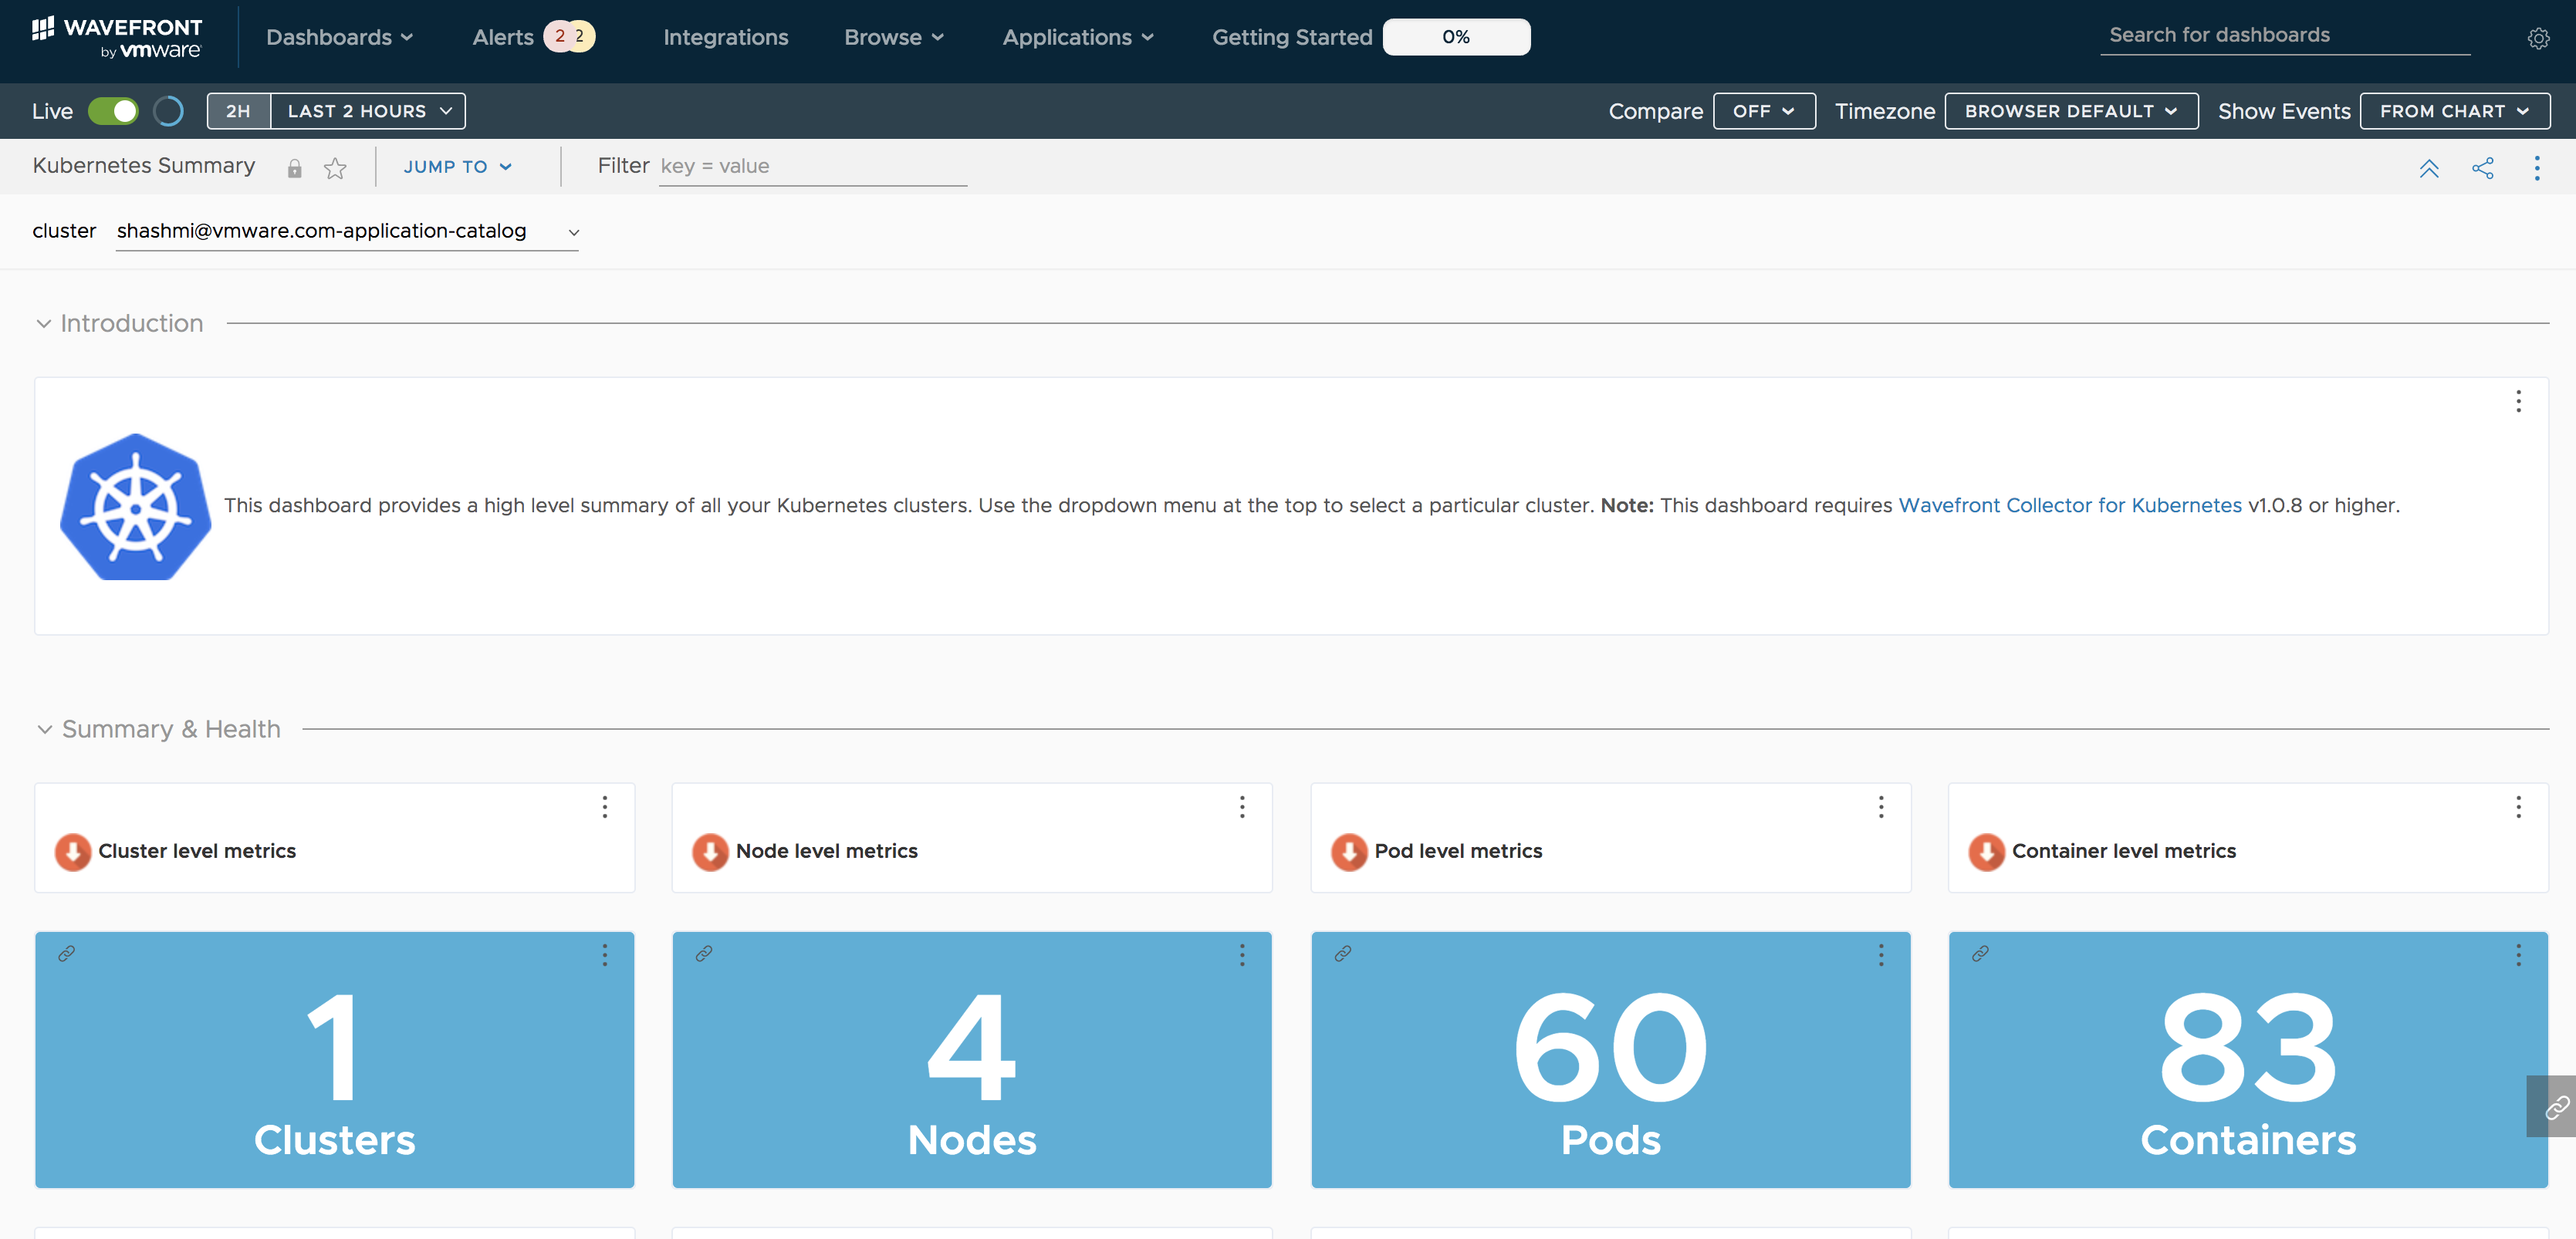 WAVEFRONT
by vmware
Dashboards
Alerts 2 2
Integrations
Browse
Applications
Getting Started 0%
Search for dashboards
Live
2H LAST 2 HOURS
Compare OFF
Timezone BROWSER DEFAULT
Show Events FROM CHART
Kubernetes Summary
JUMP TO
Filter key = value
cluster shashmi@vmware.com-application-catalog
Introduction
This dashboard provides a high level summary of all your Kubernetes clusters. Use the dropdown menu at the top to select a particular cluster. Note: This dashboard requires Wavefront Collector for Kubernetes v1.0.8 or higher.
Summary & Health
Cluster level metrics
Node level metrics
Pod level metrics
Container level metrics
1
Clusters
4
Nodes
60
Pods
83
Containers